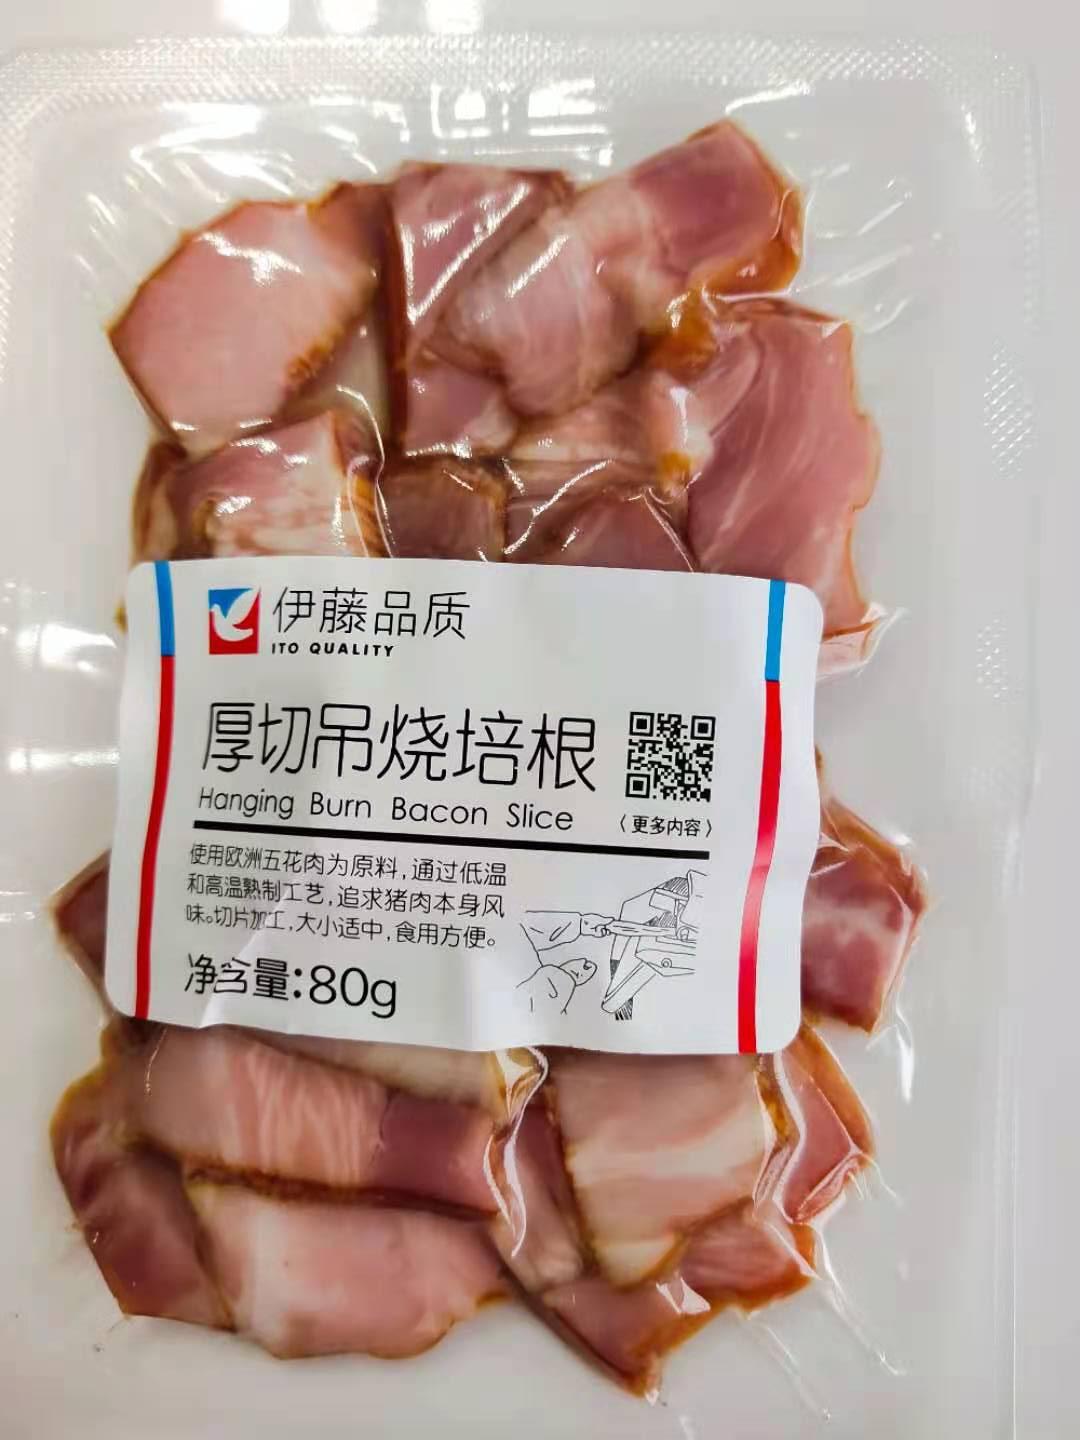 伊藤品质
ITO QUALITY
厚切吊烧培根
Hanging Burn Bacon Slice
〈更多内容〉
使用欧洲五花肉为原料,通过低温
和高温熟制工艺,追求猪肉本身风
味。切片加工,大小适中,食用方便。
净含量:80g